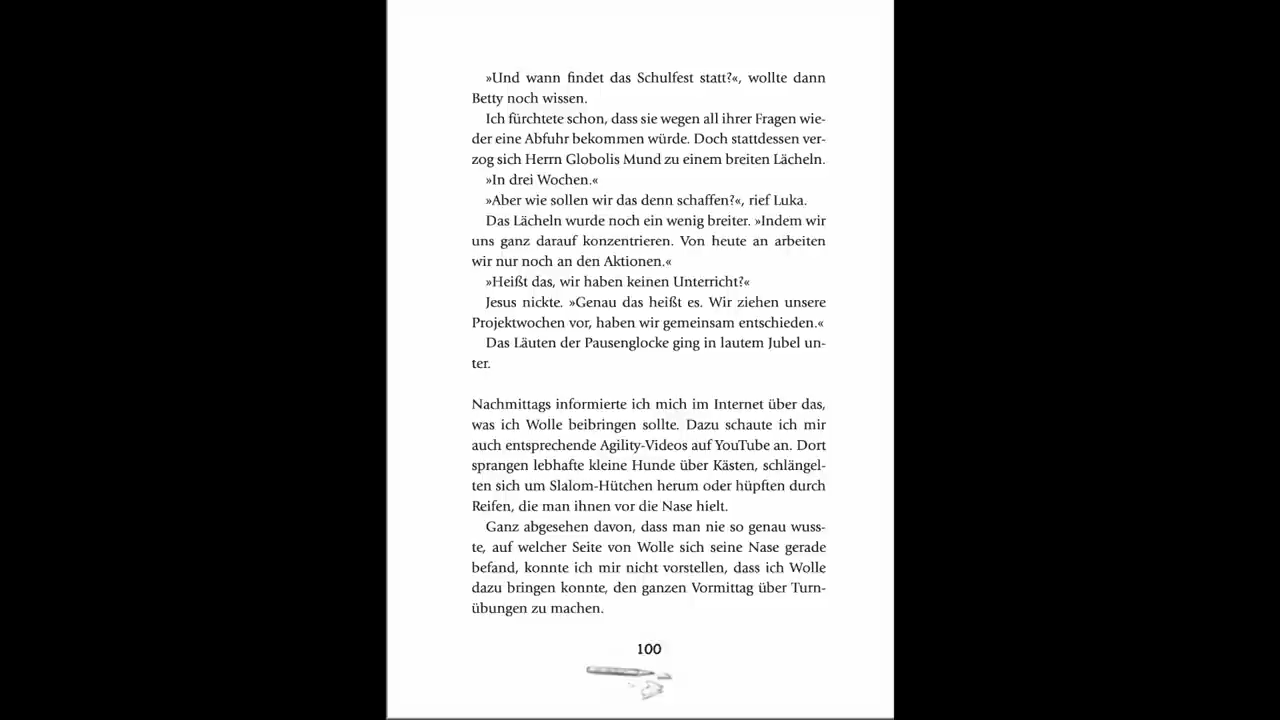 »Und wann findet das Schulfest statt?«, wollte dann
Betty noch wissen.
Ich fürchtete schon, dass sie wegen all ihrer Fragen wie-
der eine Abfuhr bekommen würde. Doch stattdessen ver-
zog sich Herrn Globolis Mund zu einem breiten Lächeln.
»In drei Wochen.«
»Aber wie sollen wir das denn schaffen?«, rief Luka.
Das Lächeln wurde noch ein wenig breiter. »Indem wir
uns ganz darauf konzentrieren. Von heute an arbeiten
wir nur noch an den Aktionen.«
»Heißt das, wir haben keinen Unterricht?«
Jesus nickte. »Genau das heißt es. Wir ziehen unsere
Projektwochen vor, haben wir gemeinsam entschieden.«
Das Läuten der Pausenglocke ging in lautem Jubel un-
ter.
Nachmittags informierte ich mich im Internet über das,
was ich Wolle beibringen sollte. Dazu schaute ich mir
auch entsprechende Agility-Videos auf YouTube an. Dort
sprangen lebhafte kleine Hunde über Kästen, schlängel-
ten sich um Slalom-Hütchen herum oder hüpften durch
Reifen, die man ihnen vor die Nase hielt.
Ganz abgesehen davon, dass man nie so genau wuss-
te, auf welcher Seite von Wolle sich seine Nase gerade
befand, konnte ich mir nicht vorstellen, dass ich Wolle
dazu bringen konnte, den ganzen Vormittag über Turn-
übungen zu machen.
100